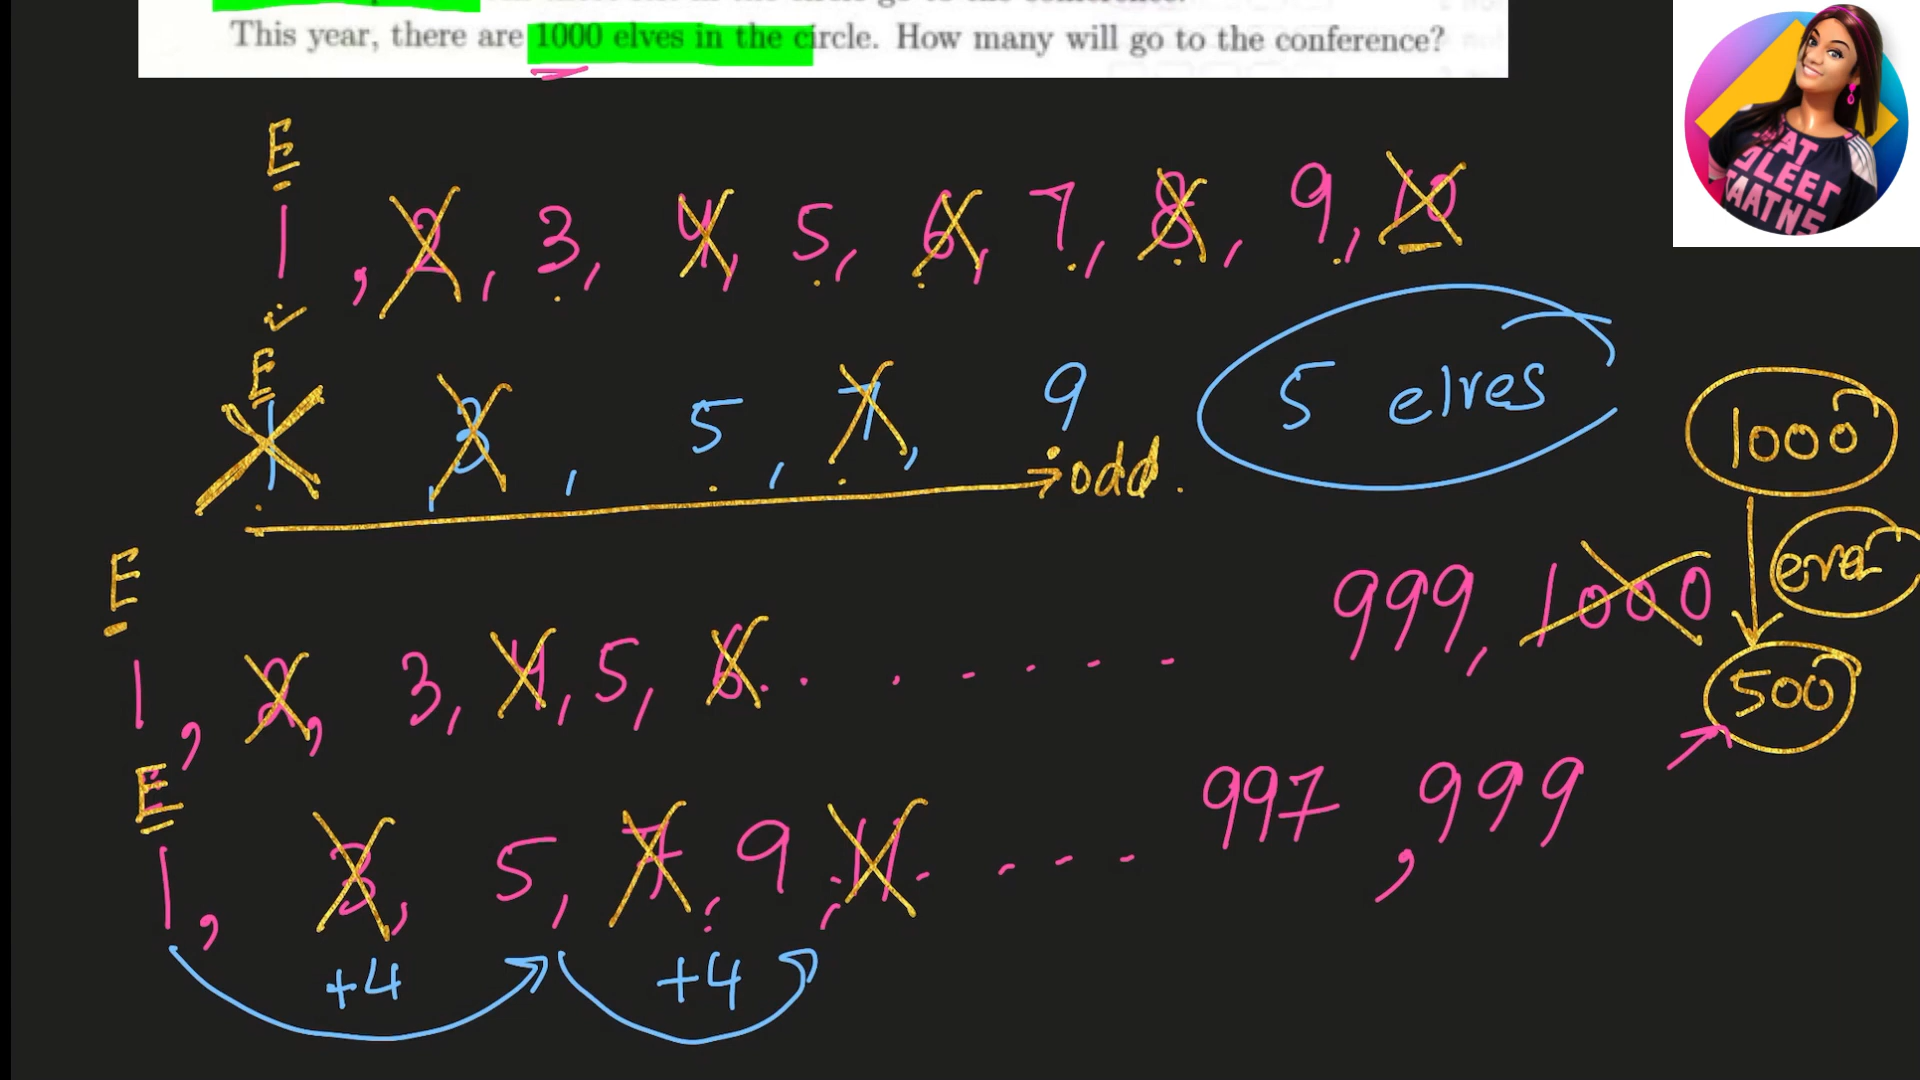 This year, there are 1000 elves in the circle. How many will go to the conference?
E
1, 2, 3, 4, 5, 6, 7, 8, 9, 10
E
1 3, 5, 7, 9
5 elves
odd.
1000
even
500
E
1, 2, 3, 4, 5, 6 . . . . . . 999, 1000
E
1, 3, 5, 7, 9, 11 . - - - 997, 999
+4 +4